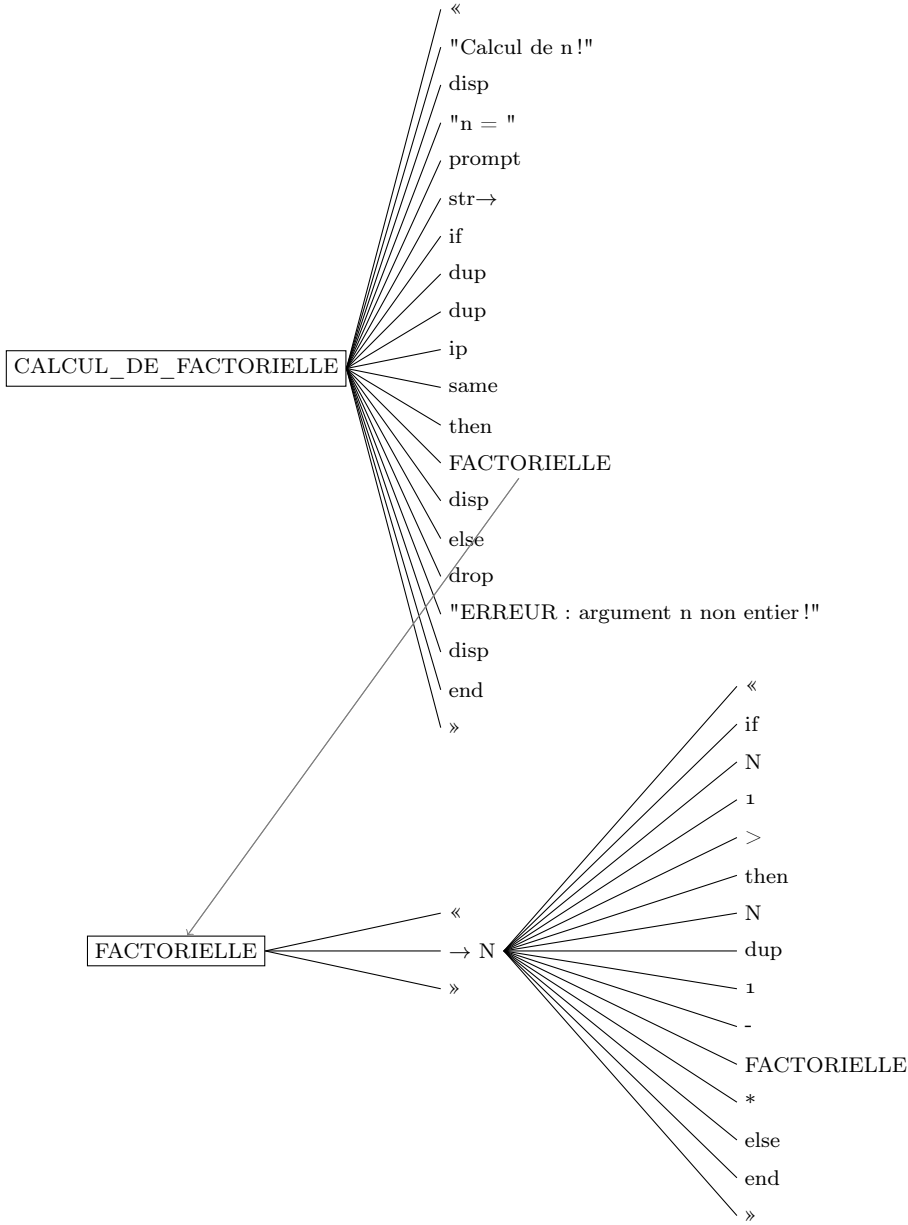 «
"Calcul de n !"
disp
"n = "
prompt
str→
if
dup
dup
ip
CALCUL_DE_FACTORIELLE
same
then
FACTORIELLE
disp
else
drop
"ERREUR : argument n non entier !"
disp
end
»
FACTORIELLE
«
→ N
»
«
if
N
1
>
then
N
dup
1
-
FACTORIELLE
*
else
end
»